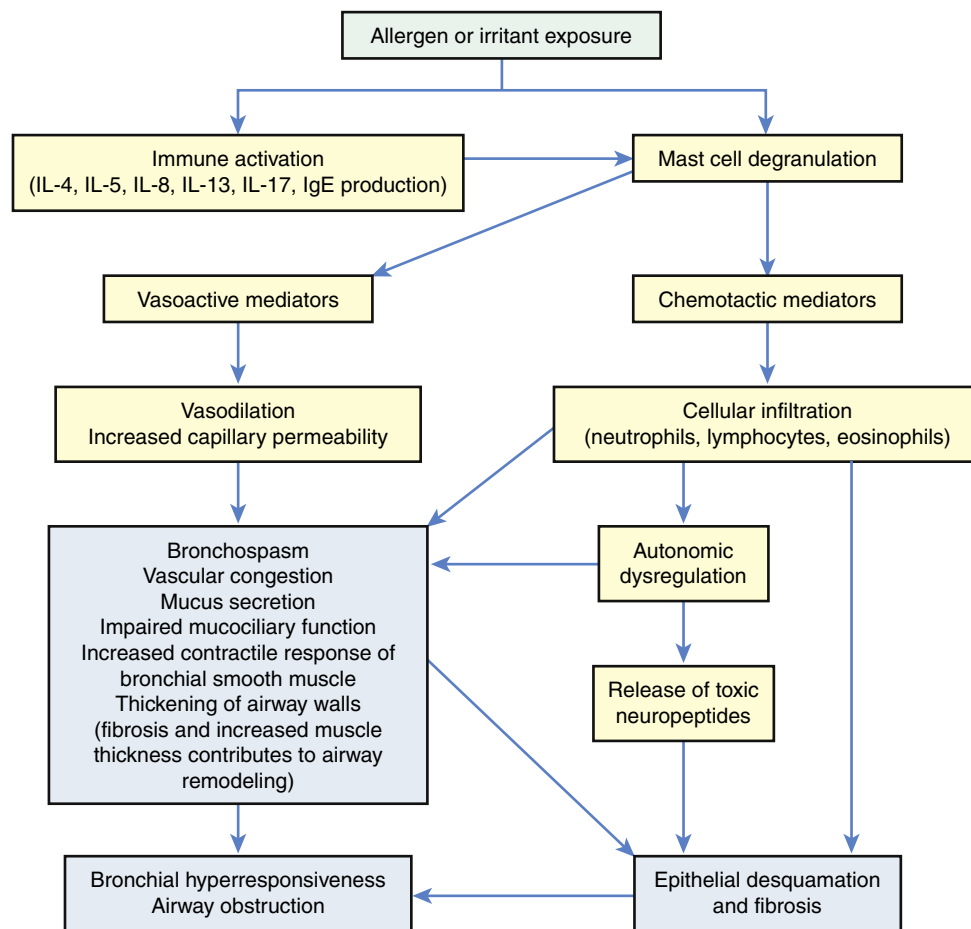 Allergen or irritant exposure
Immune activation
(IL-4, IL-5, IL-8, IL-13, IL-17, IgE production)
Mast cell degranulation
Vasoactive mediators
Chemotactic mediators
Vasodilation
Increased capillary permeability
Cellular infiltration
(neutrophils, lymphocytes, eosinophils)
Bronchospasm
Vascular congestion
Mucus secretion
Impaired mucociliary function
Increased contractile response of
bronchial smooth muscle
Thickening of airway walls
(fibrosis and increased muscle
thickness contributes to airway
remodeling)
Autonomic
dysregulation
Release of toxic
neuropeptides
Bronchial hyperresponsiveness
Airway obstruction
Epithelial desquamation
and fibrosis